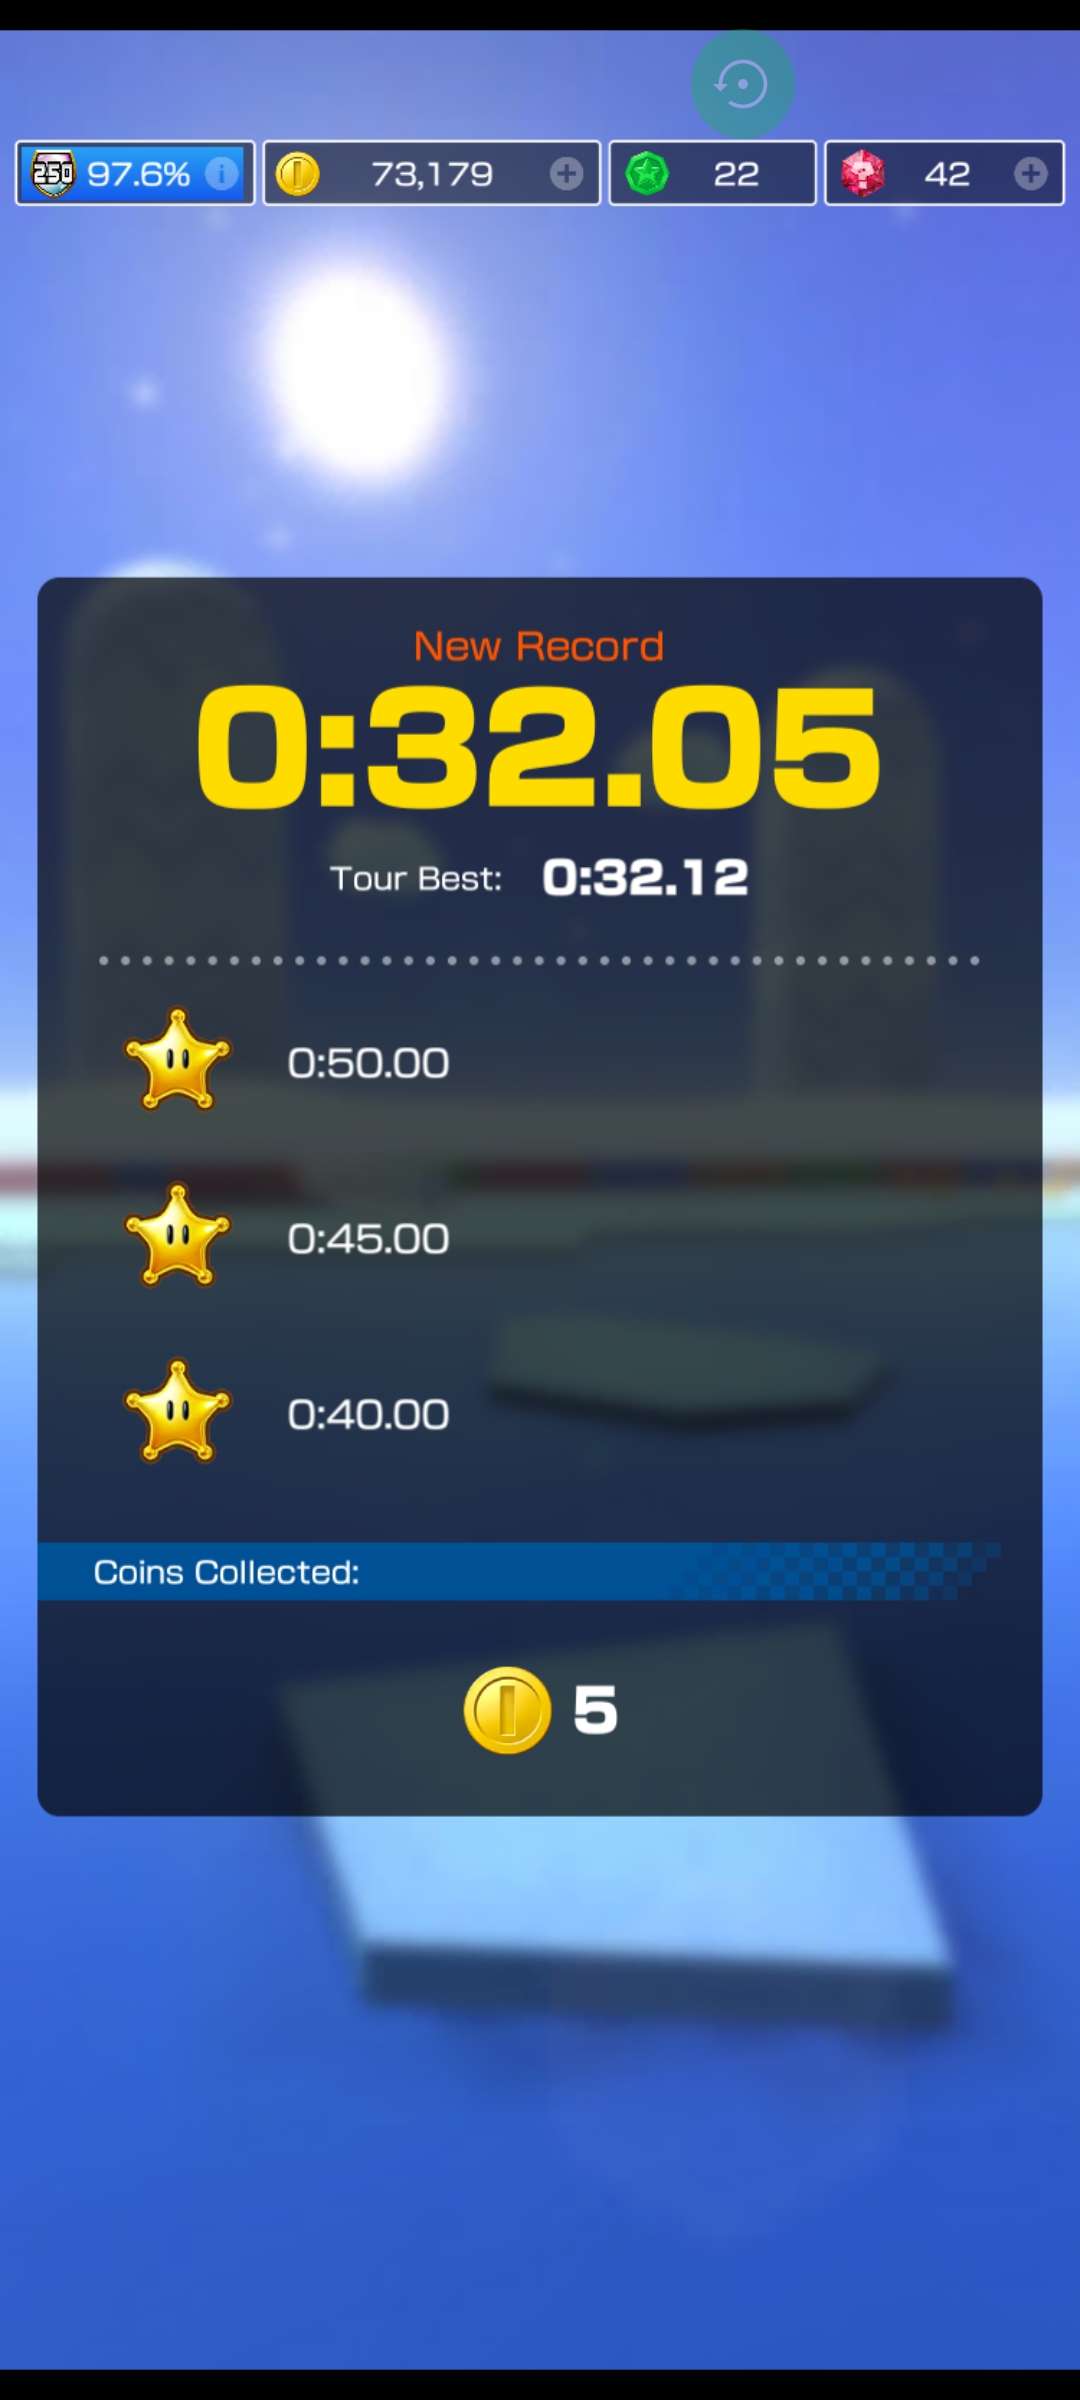 250 97.6% i 73,179 + 22 ? 42 +
New Record
0:32.05
Tour Best: 0:32.12
0:50.00
0:45.00
0:40.00
Coins Collected:
5